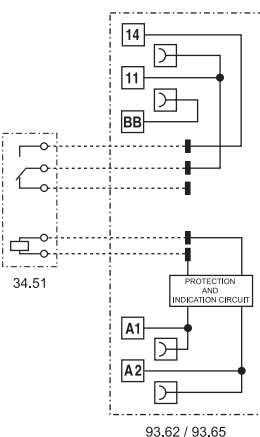 14
11
BB
34.51
PROTECTION
AND
INDICATION CIRCUIT
A1
A2
93.62 / 93.65